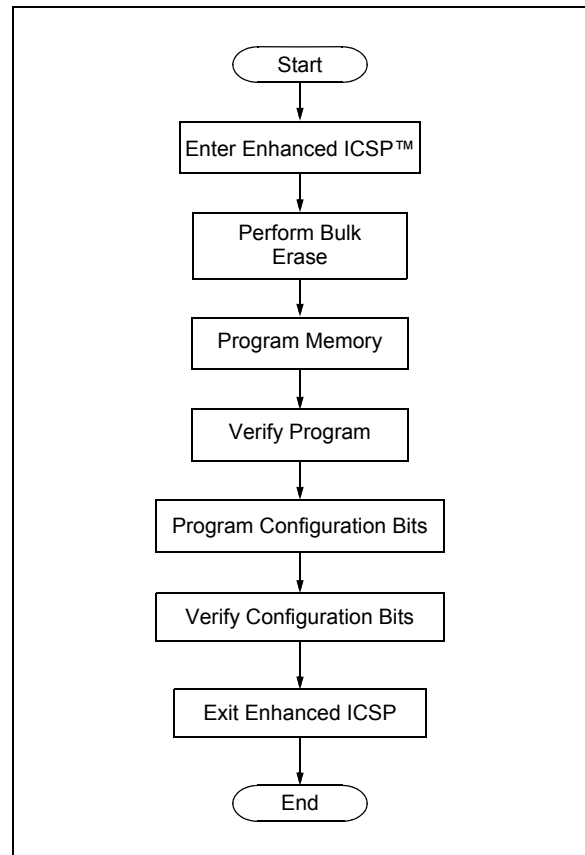 Start
Enter Enhanced ICSP™
Perform Bulk
Erase
Program Memory
Verify Program
Program Configuration Bits
Verify Configuration Bits
Exit Enhanced ICSP
End